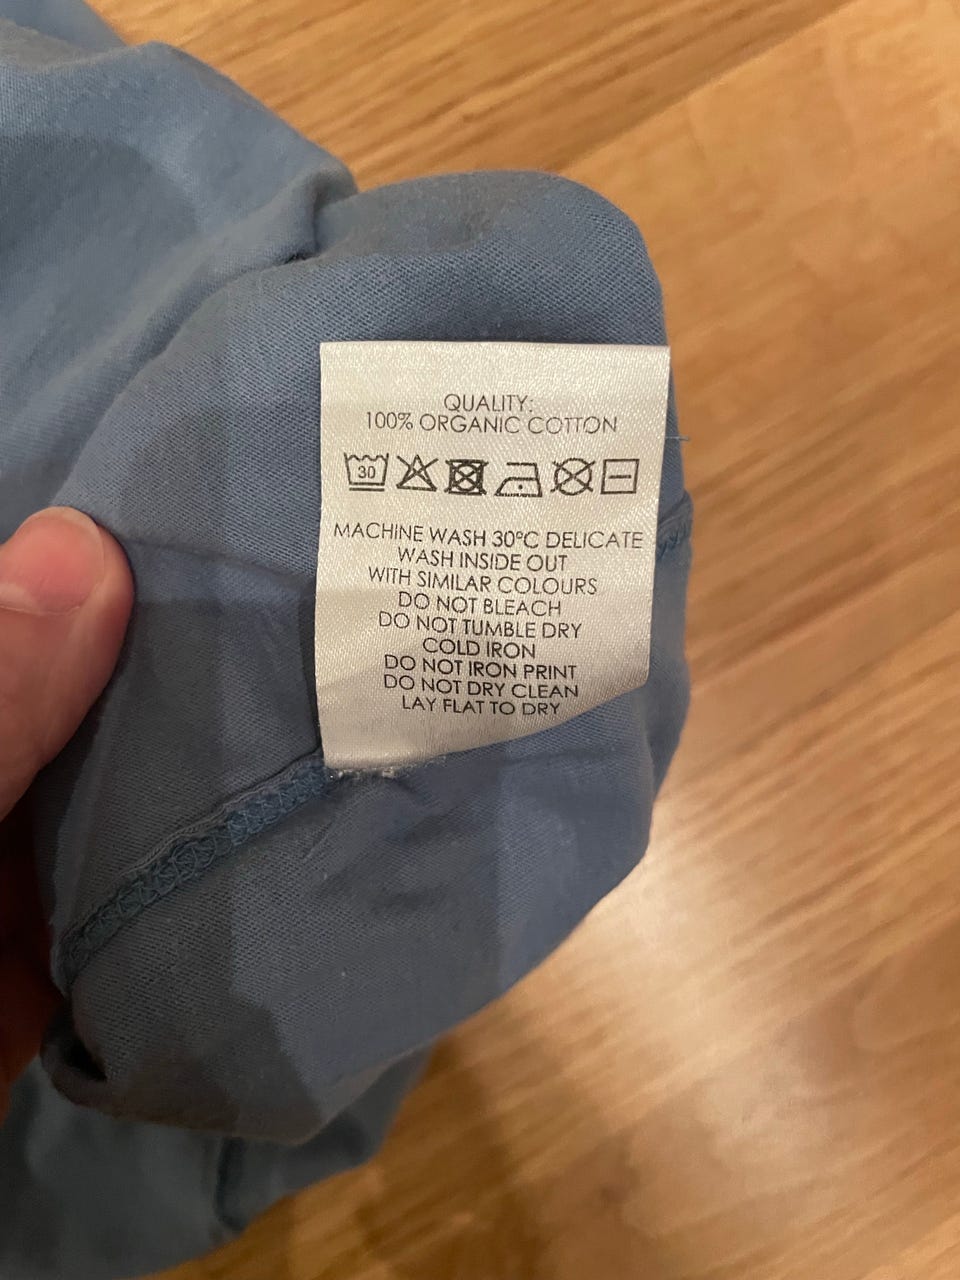 QUALITY:
100% ORGANIC COTTON
30
MACHINE WASH 30°C DELICATE
WASH INSIDE OUT
WITH SIMILAR COLOURS
DO NOT BLEACH
DO NOT TUMBLE DRY
COLD IRON
DO NOT IRON PRINT
DO NOT DRY CLEAN
LAY FLAT TO DRY